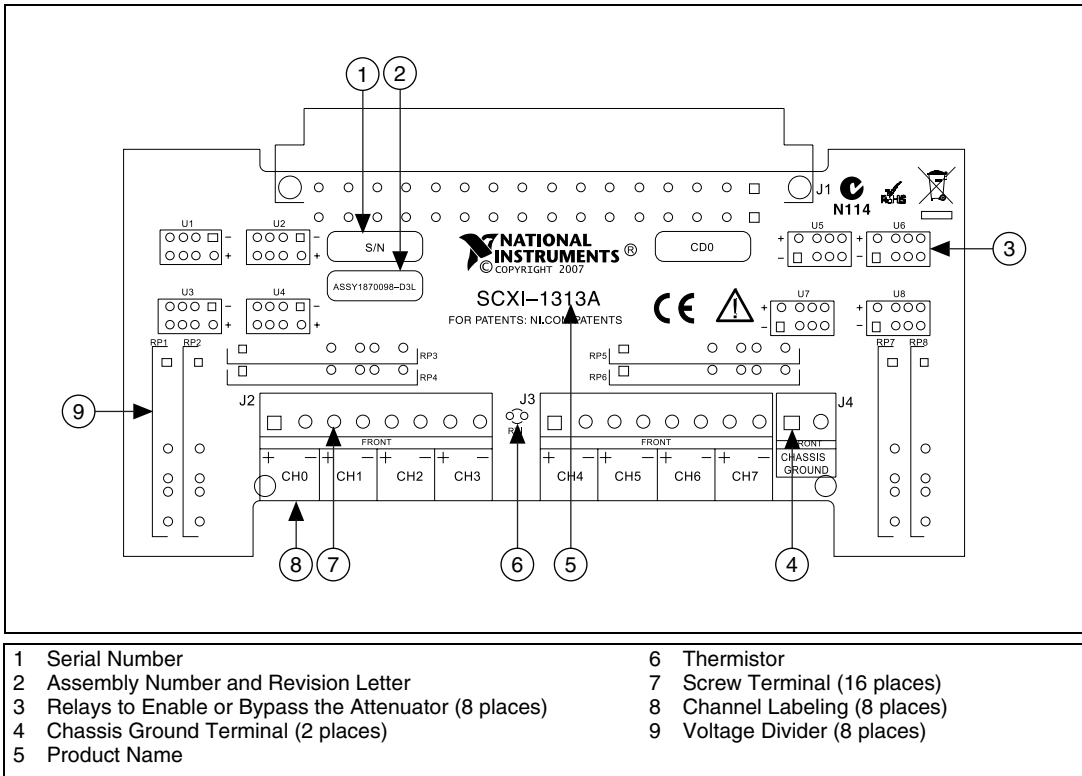 1 2
J1
N114
RoHS
U1 U2 U5 U6
S/N
NATIONAL
INSTRUMENTS ®
© COPYRIGHT 2007
CD0
3
ASSY1870098–D3L
SCXI–1313A
FOR PATENTS: NI.COM/PATENTS
CE
U3 U4 U7 U8
RP1 RP2 RP7 RP8
RP3 RP5
RP4 RP6
9
J2 J3 J4
FRONT FRONT FRONT
+ − + − + − + − + − + − + − + −
CH0 CH1 CH2 CH3 CH4 CH5 CH6 CH7
CHASSIS
GROUND
8 7 6 5 4
1 Serial Number
2 Assembly Number and Revision Letter
3 Relays to Enable or Bypass the Attenuator (8 places)
4 Chassis Ground Terminal (2 places)
5 Product Name
6 Thermistor
7 Screw Terminal (16 places)
8 Channel Labeling (8 places)
9 Voltage Divider (8 places)